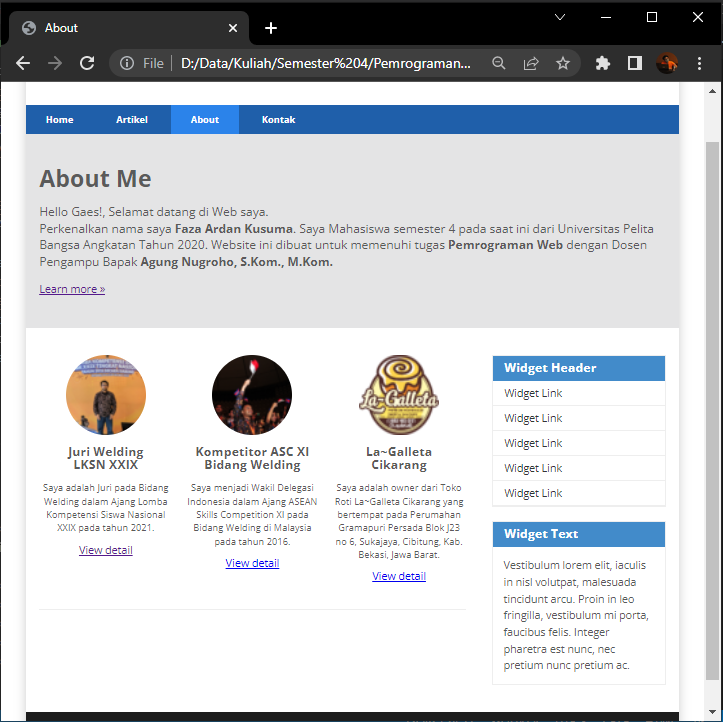 About
File
D:/Data/Kuliah/Semester%204/Pemrograman...
Home Artikel About Kontak
About Me
Hello Gaes!, Selamat datang di Web saya.
Perkenalkan nama saya Faza Ardan Kusuma. Saya Mahasiswa semester 4 pada saat ini dari Universitas Pelita
Bangsa Angkatan Tahun 2020. Website ini dibuat untuk memenuhi tugas Pemrograman Web dengan Dosen
Pengampu Bapak Agung Nugroho, S.Kom., M.Kom.
Learn more »
Juri Welding
LKSN XXIX
Saya adalah Juri pada Bidang
Welding dalam Ajang Lomba
Kompetensi Siswa Nasional
XXIX pada tahun 2021.
View detail
Kompetitor ASC XI
Bidang Welding
Saya menjadi Wakil Delegasi
Indonesia dalam Ajang ASEAN
Skills Competition XI pada
Bidang Welding di Malaysia
pada tahun 2016.
View detail
La-Galleta
La~Galleta
Cikarang
Saya adalah owner dari Toko
Roti La~Galleta Cikarang yang
bertempat pada Perumahan
Gramapuri Persada Blok J23
no 6, Sukajaya, Cibitung, Kab.
Bekasi, Jawa Barat.
View detail
Widget Header
Widget Link
Widget Link
Widget Link
Widget Link
Widget Link
Widget Text
Vestibulum lorem elit, iaculis
in nisl volutpat, malesuada
tincidunt arcu. Proin in leo
fringilla, vestibulum mi porta,
faucibus felis. Integer
pharetra est nunc, nec
pretium nunc pretium ac.